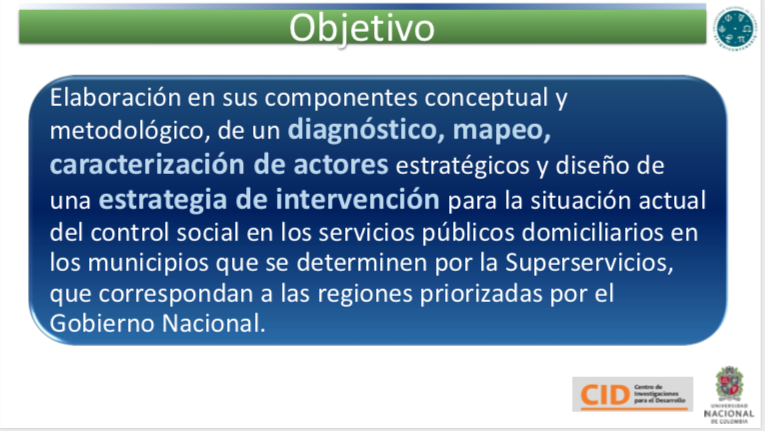 Objetivo
Elaboración en sus componentes conceptual y
metodológico, de un diagnóstico, mapeo,
caracterización de actores estratégicos y diseño de
una estrategia de intervención para la situación actual
del control social en los servicios públicos domiciliarios en
los municipios que se determinen por la Superservicios,
que correspondan a las regiones priorizadas por el
Gobierno Nacional.
CID Centro de
Investigaciones
para el Desarrollo
UNIVERSIDAD
NACIONAL
DE COLOMBIA